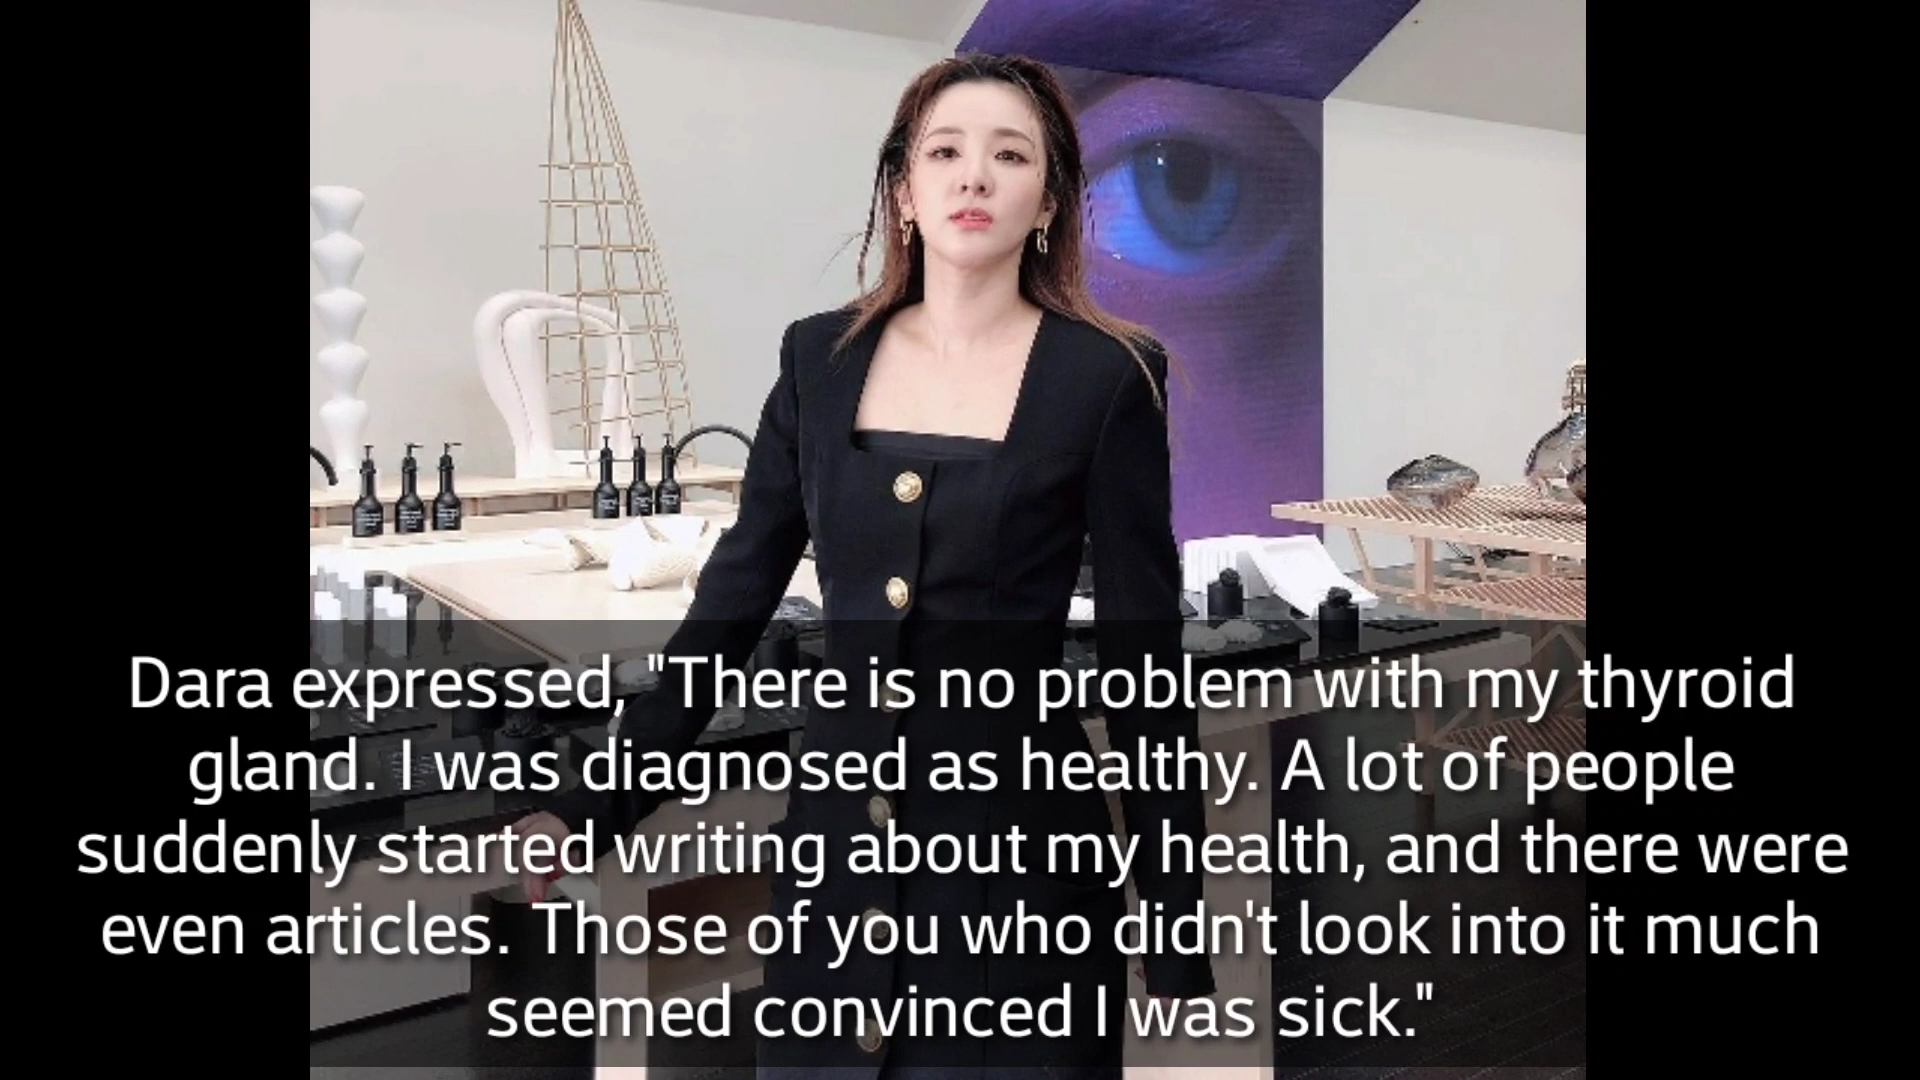 Dara expressed, "There is no problem with my thyroid
gland. I was diagnosed as healthy. A lot of people
suddenly started writing about my health, and there were
even articles. Those of you who didn't look into it much
seemed convinced I was sick."